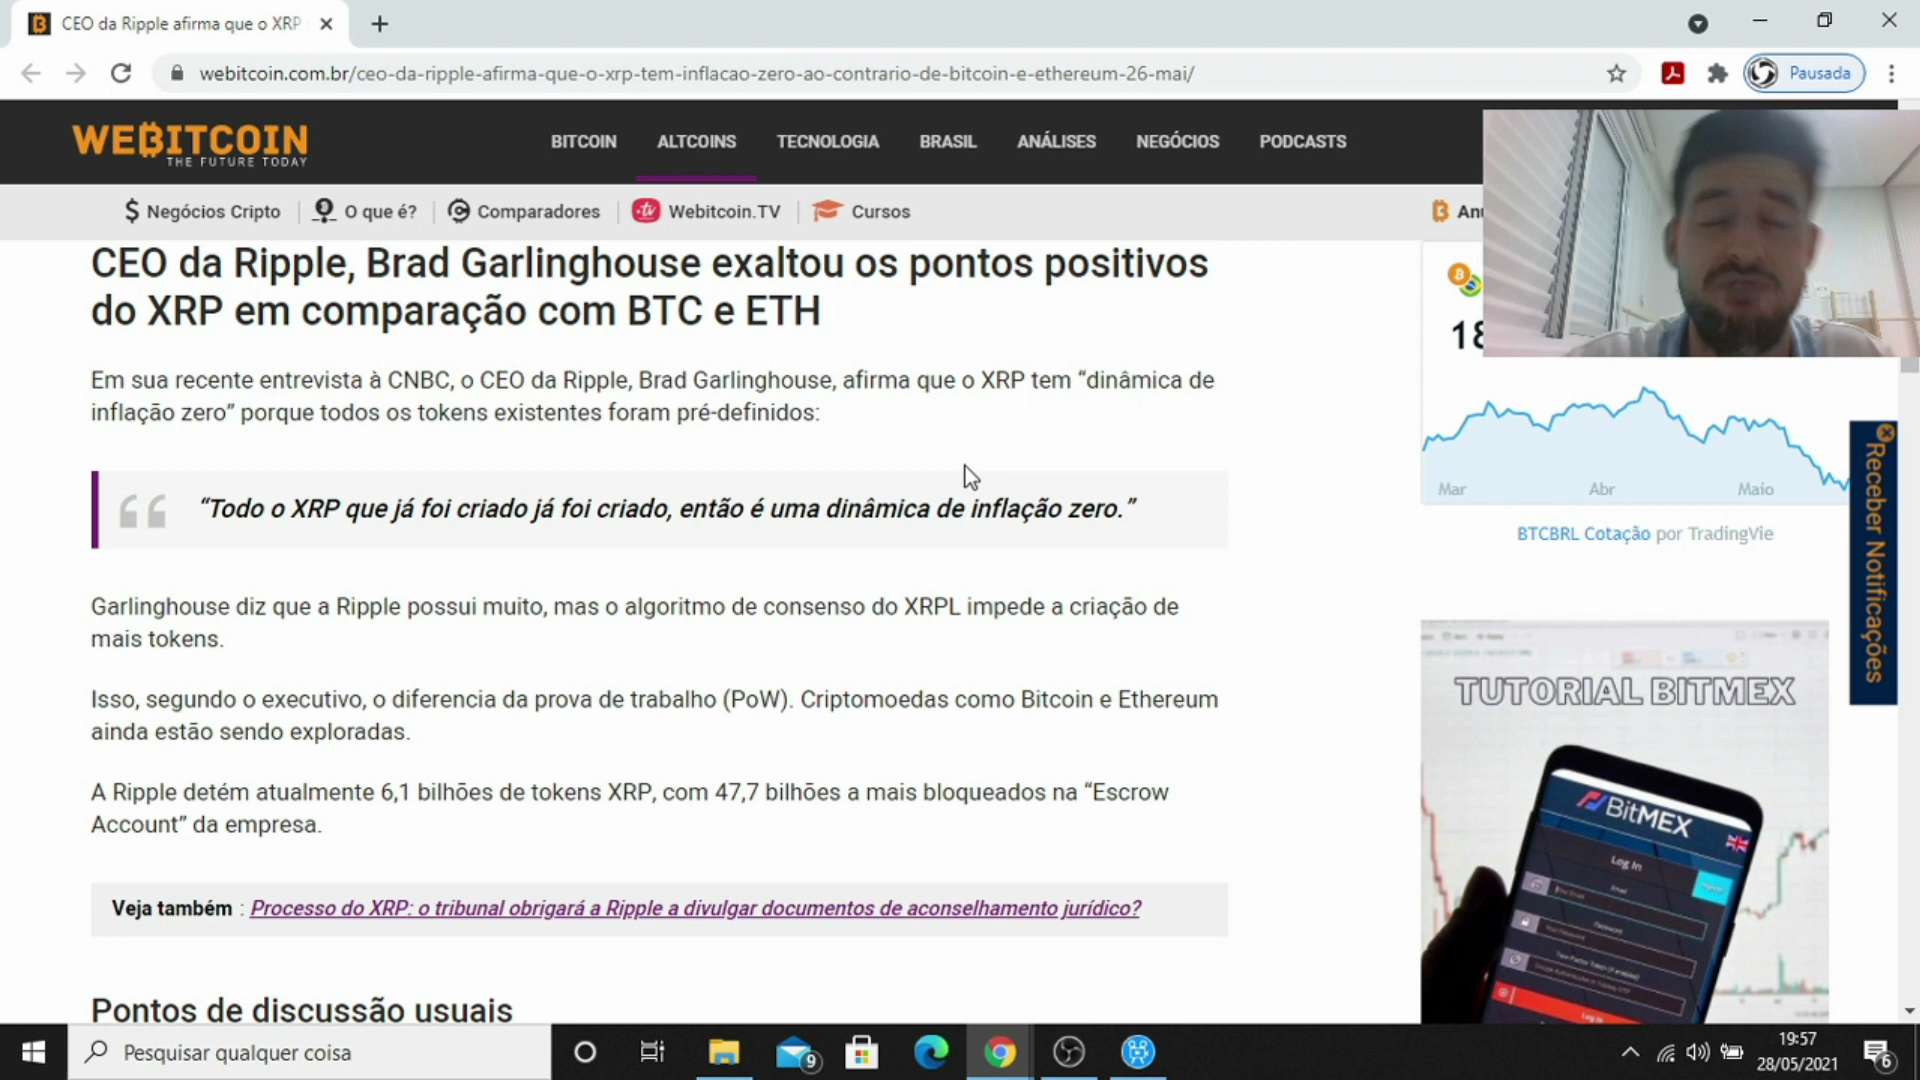 CEO da Ripple afirma que o XRP
webitcoin.com.br/ceo-da-ripple-afirma-que-o-xrp-tem-inflacao-zero-ao-contrario-de-bitcoin-e-ethereum-26-mai/
Pausada
WEBITCOIN
THE FUTURE TODAY
BITCOIN
ALTCOINS
TECNOLOGIA
BRASIL
ANÁLISES
NEGÓCIOS
PODCASTS
Negócios Cripto
O que é?
Comparadores
tv Webitcoin.TV
Cursos
CEO da Ripple, Brad Garlinghouse exaltou os pontos positivos
do XRP em comparação com BTC e ETH
Em sua recente entrevista à CNBC, o CEO da Ripple, Brad Garlinghouse, afirma que o XRP tem “dinâmica de
inflação zero” porque todos os tokens existentes foram pré-definidos:
“Todo o XRP que já foi criado já foi criado, então é uma dinâmica de inflação zero.”
Garlinghouse diz que a Ripple possui muito, mas o algoritmo de consenso do XRPL impede a criação de
mais tokens.
Isso, segundo o executivo, o diferencia da prova de trabalho (PoW). Criptomoedas como Bitcoin e Ethereum
ainda estão sendo exploradas.
A Ripple detém atualmente 6,1 bilhões de tokens XRP, com 47,7 bilhões a mais bloqueados na “Escrow
Account” da empresa.
Veja também : Processo do XRP: o tribunal obrigará a Ripple a divulgar documentos de aconselhamento jurídico?
Pontos de discussão usuais
Mar
Abr
Maio
BTCBRL Cotação por TradingVie
Receber Notificações
TUTORIAL BITMEX
BitMEX
Log In
Email
Password
Log In
Pesquisar qualquer coisa
9
19:57
28/05/2021
6